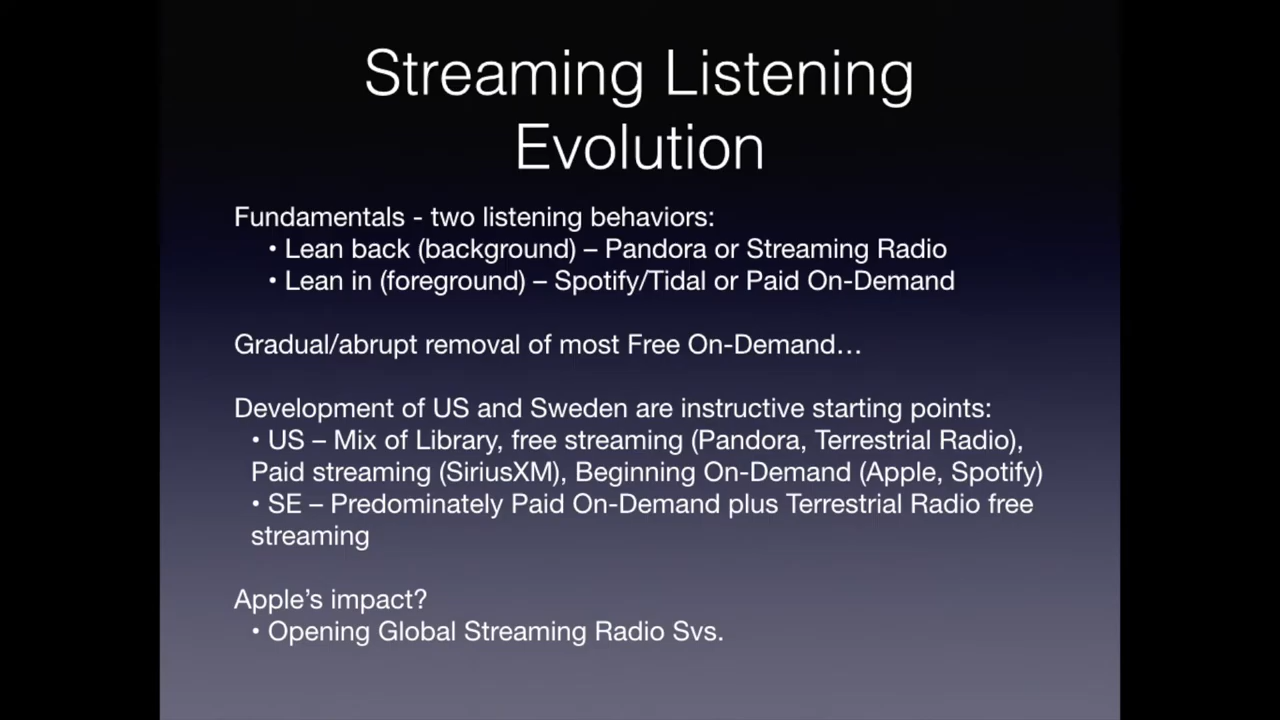 Streaming Listening
Evolution
Fundamentals - two listening behaviors:
• Lean back (background) – Pandora or Streaming Radio
• Lean in (foreground) – Spotify/Tidal or Paid On-Demand
Gradual/abrupt removal of most Free On-Demand…
Development of US and Sweden are instructive starting points:
• US – Mix of Library, free streaming (Pandora, Terrestrial Radio),
Paid streaming (SiriusXM), Beginning On-Demand (Apple, Spotify)
• SE – Predominately Paid On-Demand plus Terrestrial Radio free
streaming
Apple’s impact?
• Opening Global Streaming Radio Svs.